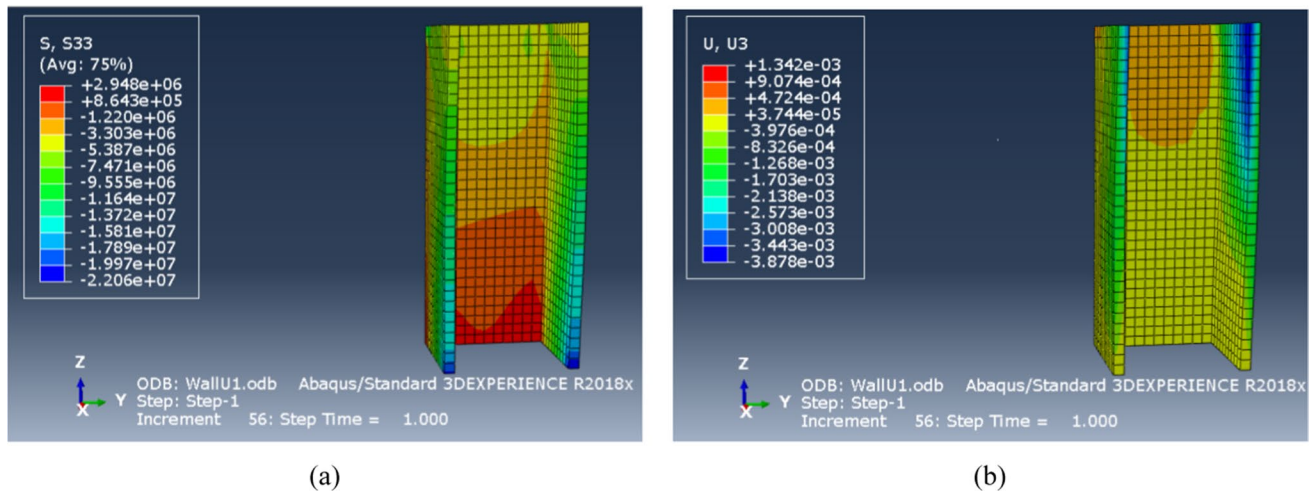 S, S33
(Avg: 75%)
+2.948e+06
+8.643e+05
-1.220e+06
-3.303e+06
-5.387e+06
-7.471e+06
-9.555e+06
-1.164e+07
-1.372e+07
-1.581e+07
-1.789e+07
-1.997e+07
-2.206e+07
Z
Y
X
ODB: WallU1.odb Abaqus/Standard 3DEXPERIENCE R2018x
Step: Step-1
Increment 56: Step Time = 1.000
(a)
U, U3
+1.342e-03
+9.074e-04
+4.724e-04
+3.744e-05
-3.976e-04
-8.326e-04
-1.268e-03
-1.703e-03
-2.138e-03
-2.573e-03
-3.008e-03
-3.443e-03
-3.878e-03
Z
Y
X
ODB: WallU1.odb Abaqus/Standard 3DEXPERIENCE R2018x
Step: Step-1
Increment 56: Step Time = 1.000
(b)